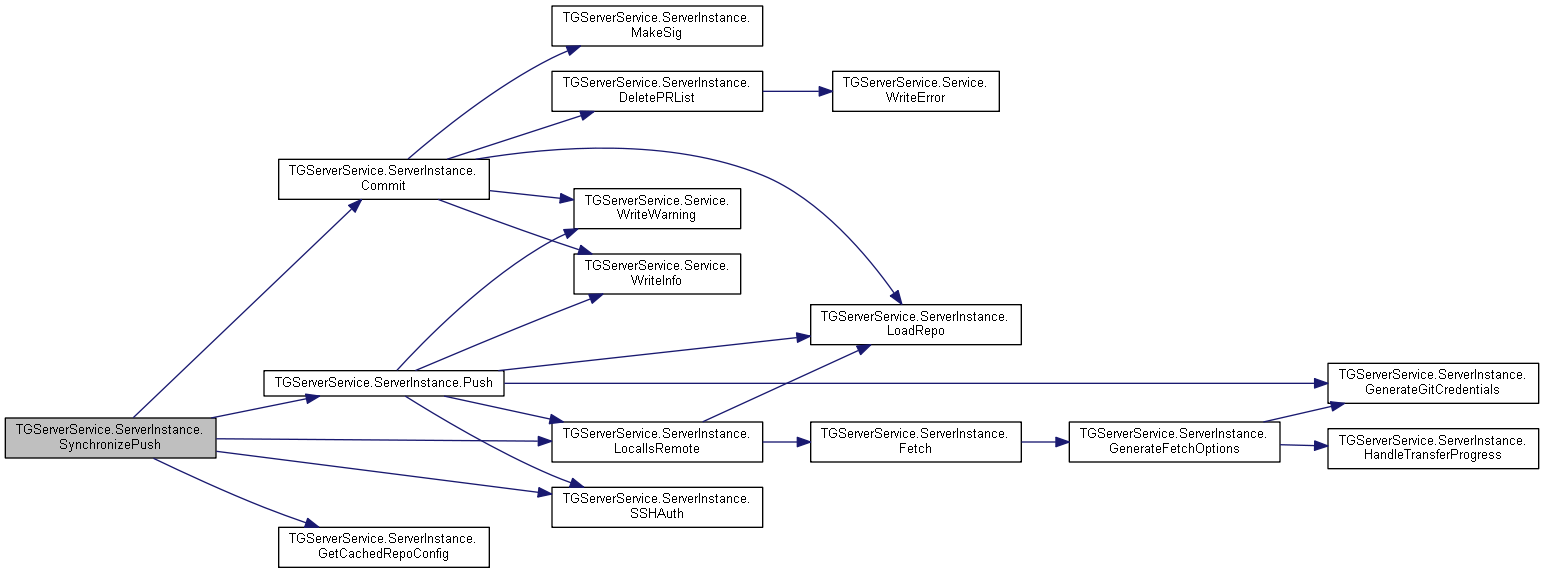 TGServerService.ServerInstance.
MakeSig
TGServerService.ServerInstance.
DeletePRList
TGServerService.Service.
WriteError
TGServerService.ServerInstance.
Commit
TGServerService.Service.
WriteWarning
TGServerService.Service.
WriteInfo
TGServerService.ServerInstance.
LoadRepo
TGServerService.ServerInstance.Push
TGServerService.ServerInstance.
GenerateGitCredentials
TGServerService.ServerInstance.
SynchronizePush
TGServerService.ServerInstance.
LocalIsRemote
TGServerService.ServerInstance.
Fetch
TGServerService.ServerInstance.
GenerateFetchOptions
TGServerService.ServerInstance.
HandleTransferProgress
TGServerService.ServerInstance.
SSHAuth
TGServerService.ServerInstance.
GetCachedRepoConfig